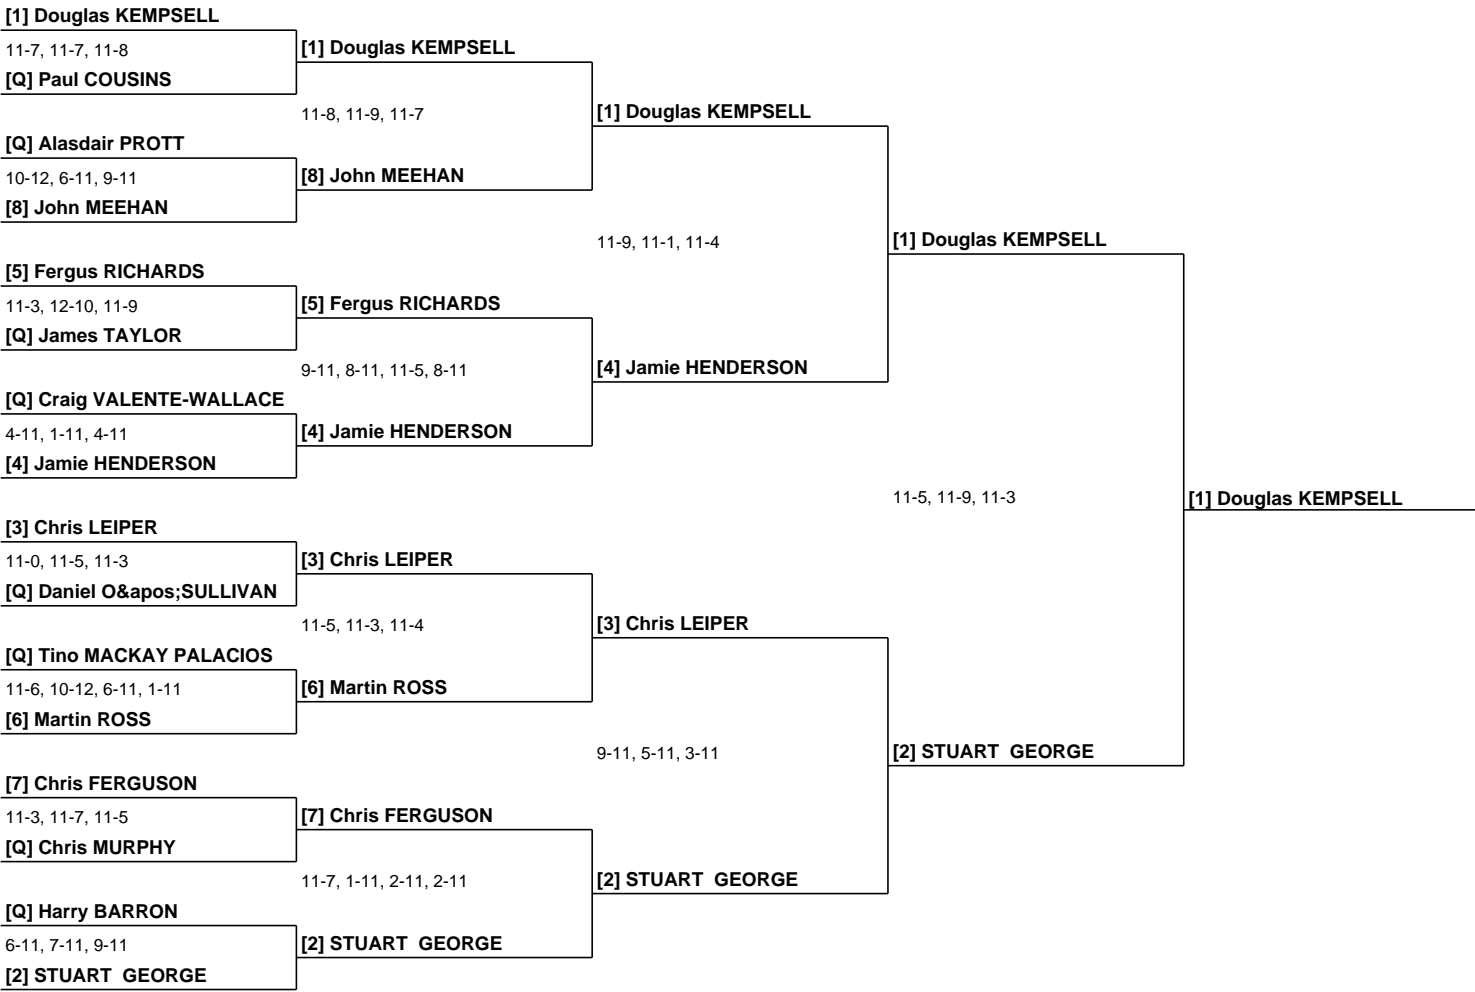 [1] Douglas KEMPSELL
11-7, 11-7, 11-8
[Q] Paul COUSINS
[Q] Alasdair PROTT
10-12, 6-11, 9-11
[8] John MEEHAN
[5] Fergus RICHARDS
11-3, 12-10, 11-9
[Q] James TAYLOR
[Q] Craig VALENTE-WALLACE
4-11, 1-11, 4-11
[4] Jamie HENDERSON
[3] Chris LEIPER
11-0, 11-5, 11-3
[Q] Daniel O&apos;SULLIVAN
[Q] Tino MACKAY PALACIOS
11-6, 10-12, 6-11, 1-11
[6] Martin ROSS
[7] Chris FERGUSON
11-3, 11-7, 11-5
[Q] Chris MURPHY
[Q] Harry BARRON
6-11, 7-11, 9-11
[2] STUART  GEORGE
[1] Douglas KEMPSELL
11-8, 11-9, 11-7
[8] John MEEHAN
[5] Fergus RICHARDS
9-11, 8-11, 11-5, 8-11
[4] Jamie HENDERSON
[3] Chris LEIPER
11-5, 11-3, 11-4
[6] Martin ROSS
[7] Chris FERGUSON
11-7, 1-11, 2-11, 2-11
[2] STUART  GEORGE
[1] Douglas KEMPSELL
11-9, 11-1, 11-4
[4] Jamie HENDERSON
[3] Chris LEIPER
9-11, 5-11, 3-11
[2] STUART  GEORGE
[1] Douglas KEMPSELL
11-5, 11-9, 11-3
[2] STUART  GEORGE
[1] Douglas KEMPSELL